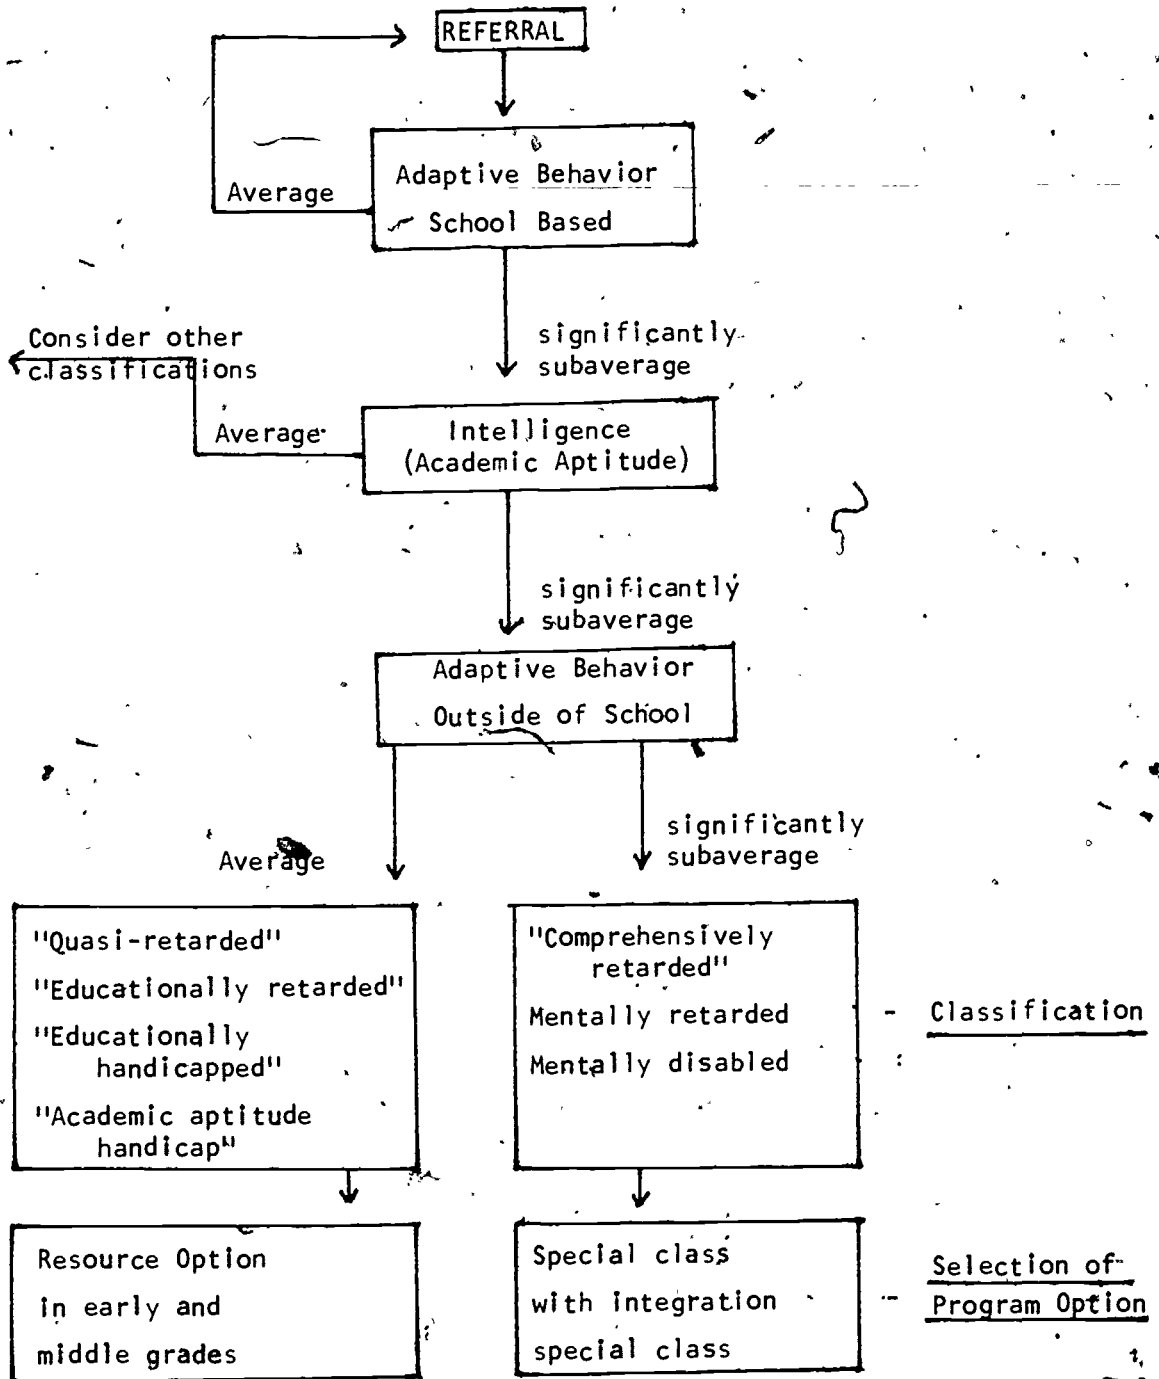 REFERRAL
Adaptive Behavior
School Based
Average
Consider other
classifications
significantly
subaverage
Average
Intelligence
(Academic Aptitude)
significantly
subaverage
Adaptive Behavior
Outside of School
Average
significantly
subaverage
"Quasi-retarded"
"Educationally retarded"
"Educationally
handicapped"
"Academic aptitude
handicap"
"Comprehensively
retarded"
Mentally retarded
Mentally disabled
- Classification
Resource Option
in early and
middle grades
Special class
with integration
special class
- Selection of
Program Option